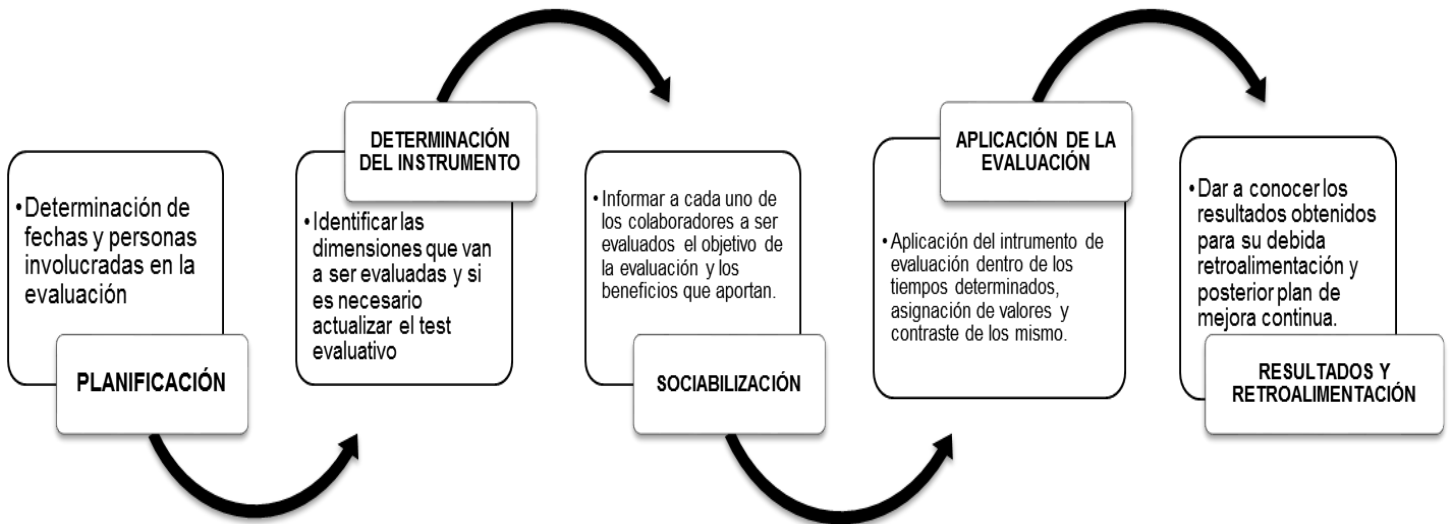 •Determinación de
fechas y personas
involucradas en la
evaluación
PLANIFICACIÓN
DETERMINACIÓN
DEL INSTRUMENTO
•Identificar las
dimensiones que van
a ser evaluadas y si
es necesario
actualizar el test
evaluativo
•Informar a cada uno de
los colaboradores a ser
evaluados el objetivo de
la evaluación y los
beneficios que aportan.
SOCIABILIZACIÓN
APLICACIÓN DE LA
EVALUACIÓN
•Aplicación del intrumento de
evaluación dentro de los
tiempos determinados,
asignación de valores y
contraste de los mismo.
•Dar a conocer los
resultados obtenidos
para su debida
retroalimentación y
posterior plan de
mejora continua.
RESULTADOS Y
RETROALIMENTACIÓN